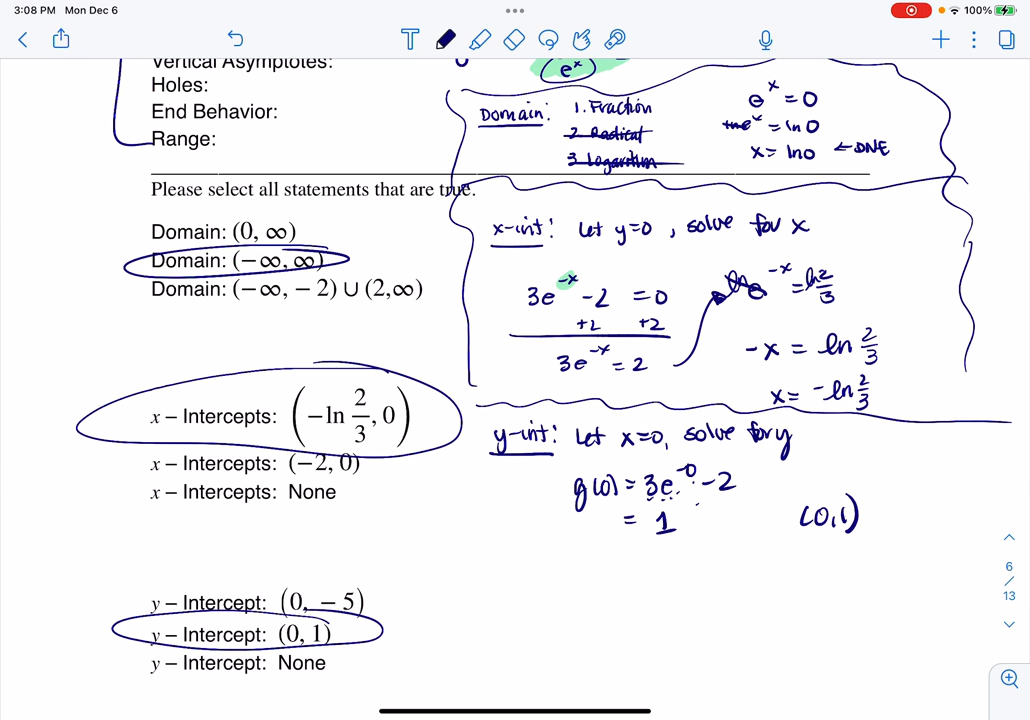 3:08 PM Mon Dec 6
100%
Vertical Asymptotes:
Holes:
End Behavior:
Range:
e^x
Domain: 1. Fraction
2 Radical
3 Logarithm
e^x = 0
ln e^x = ln 0
x = ln 0 ← DNE
Please select all statements that are true.
Domain: (0, ∞)
Domain: (−∞, ∞)
Domain: (−∞, − 2) ∪ (2,∞)
x-int: Let y=0, solve for x
3e^{-x} -2 = 0
+2 +2
3e^{-x} = 2
ln e^{-x} = ln 2/3
-x = ln 2/3
x = -ln 2/3
x − Intercepts: (−ln 2/3, 0)
x − Intercepts: (−2, 0)
x − Intercepts: None
y-int: Let x=0, solve for y
g(0) = 3e^{-0} -2
= 1
(0,1)
y − Intercept: (0, − 5)
y − Intercept: (0, 1)
y − Intercept: None
6
/
13